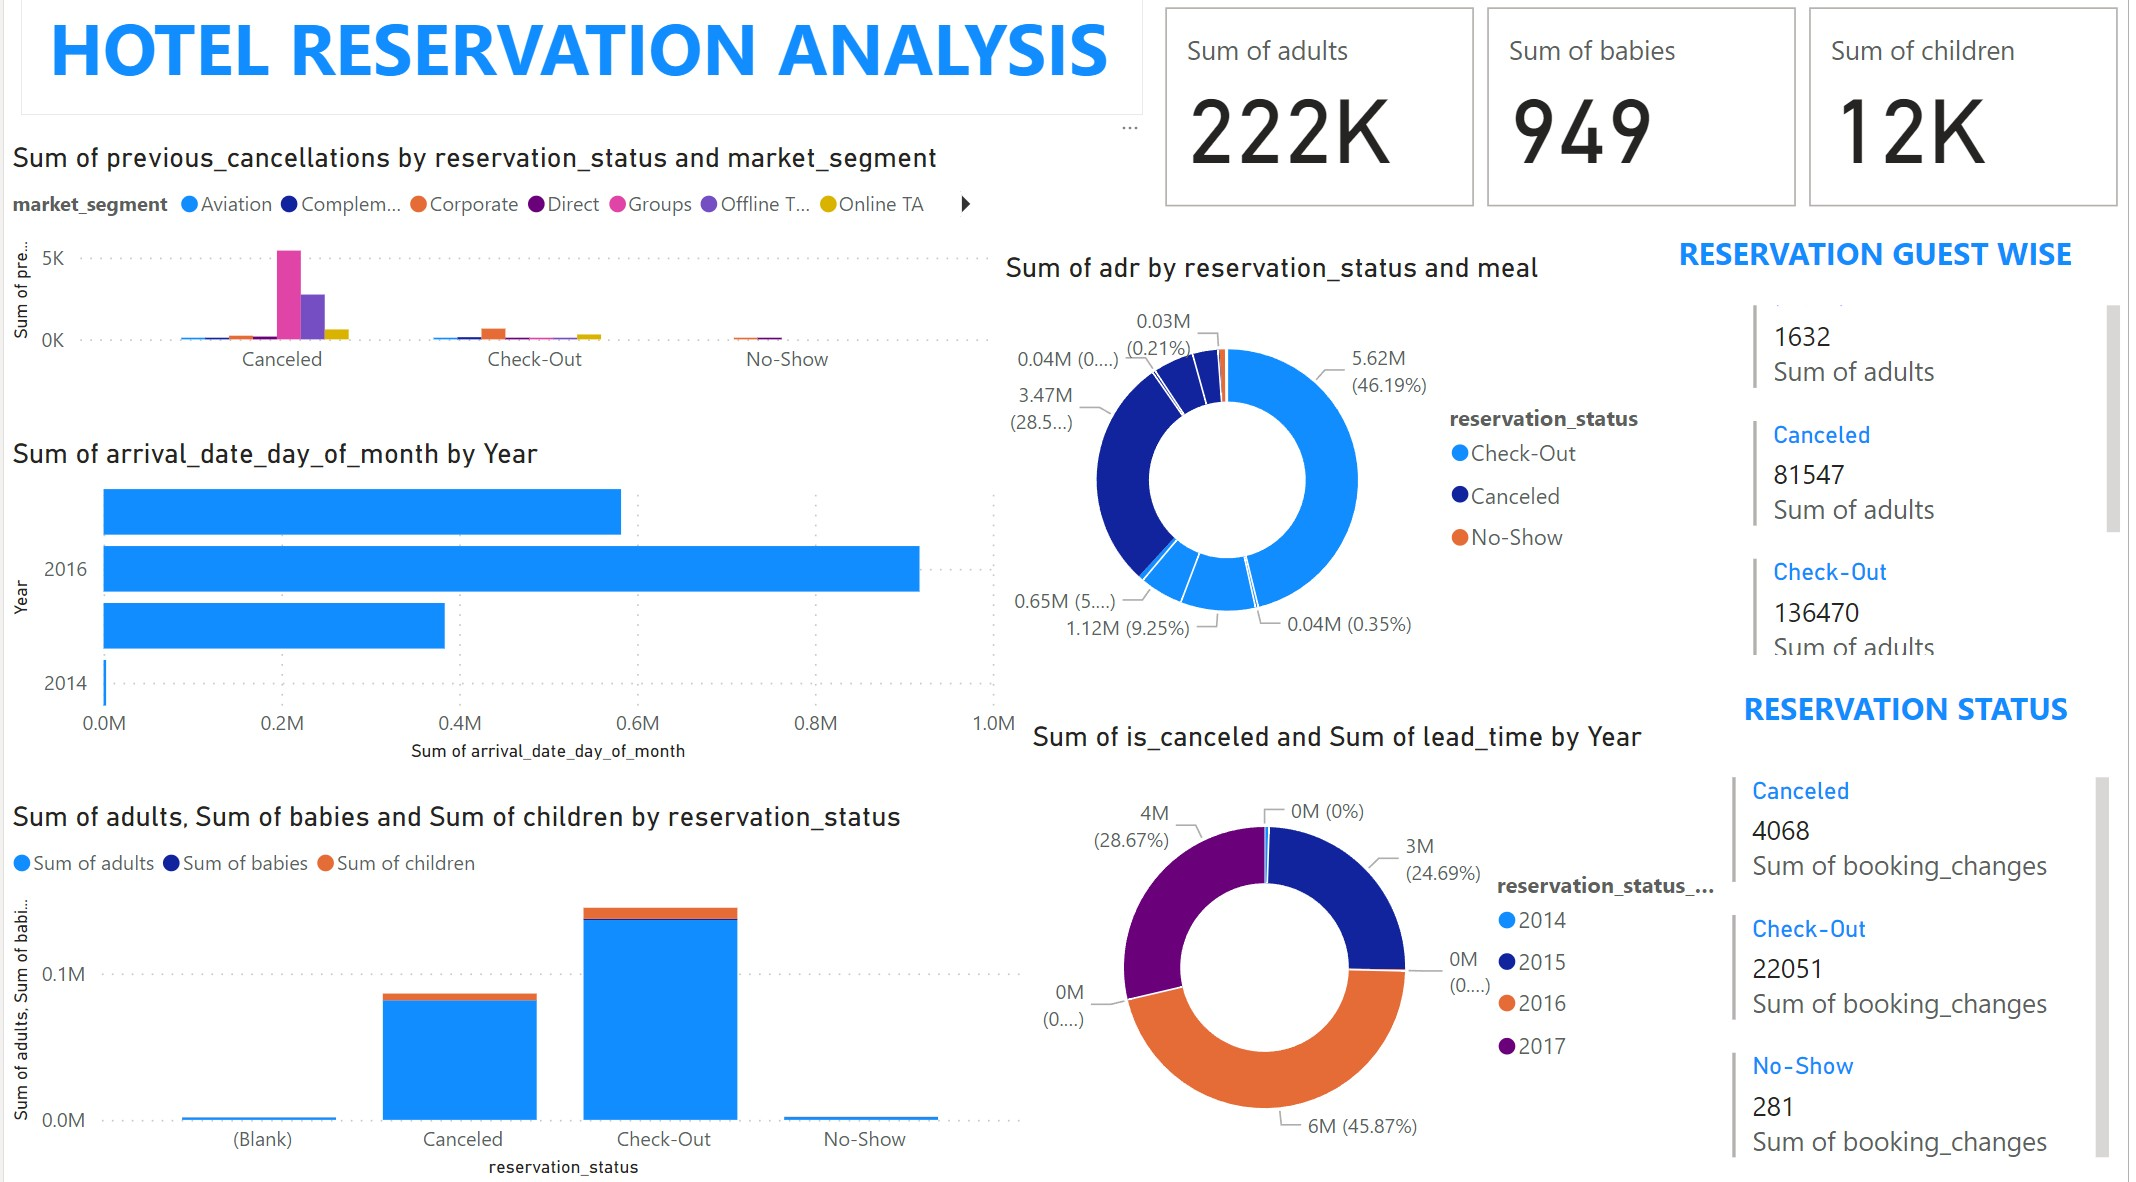 HOTEL RESERVATION ANALYSIS
Sum of adults
222K
Sum of babies
949
Sum of children
12K
Sum of previous_cancellations by reservation_status and market_segment
market_segment Aviation Complem... Corporate Direct Groups Offline T... Online TA
Sum of pre...
5K
0K
Canceled Check-Out No-Show
Sum of arrival_date_day_of_month by Year
Year
2016
2014
0.0M 0.2M 0.4M 0.6M 0.8M 1.0M
Sum of arrival_date_day_of_month
Sum of adults, Sum of babies and Sum of children by reservation_status
Sum of adults Sum of babies Sum of children
Sum of adults, Sum of babi...
0.1M
0.0M
(Blank) Canceled Check-Out No-Show
reservation_status
Sum of adr by reservation_status and meal
0.03M
(0.21%)
0.04M (0....)
3.47M
(28.5...)
5.62M
(46.19%)
0.65M (5....)
1.12M (9.25%)
0.04M (0.35%)
reservation_status
Check-Out
Canceled
No-Show
Sum of is_canceled and Sum of lead_time by Year
4M
(28.67%)
0M (0%)
3M
(24.69%)
0M
(0....)
0M
(0....)
6M (45.87%)
reservation_status_...
2014
2015
2016
2017
RESERVATION GUEST WISE
1632
Sum of adults
Canceled
81547
Sum of adults
Check-Out
136470
Sum of adults
RESERVATION STATUS
Canceled
4068
Sum of booking_changes
Check-Out
22051
Sum of booking_changes
No-Show
281
Sum of booking_changes